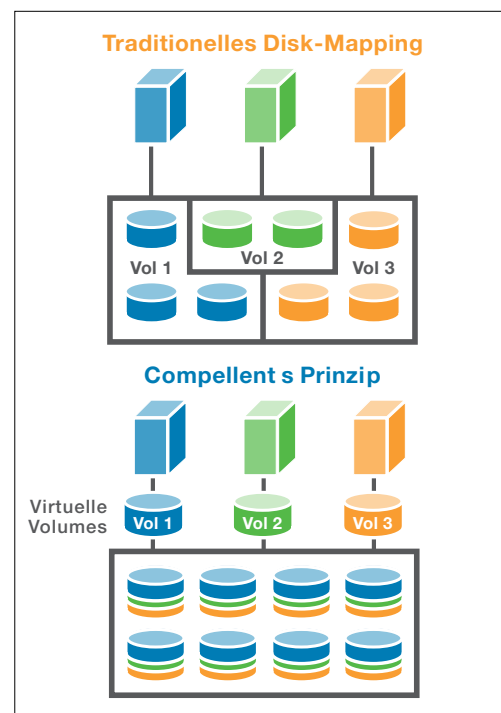 Traditionelles Disk-Mapping
Vol 1
Vol 2
Vol 3
Compellent s Prinzip
Virtuelle
Volumes
Vol 1
Vol 2
Vol 3